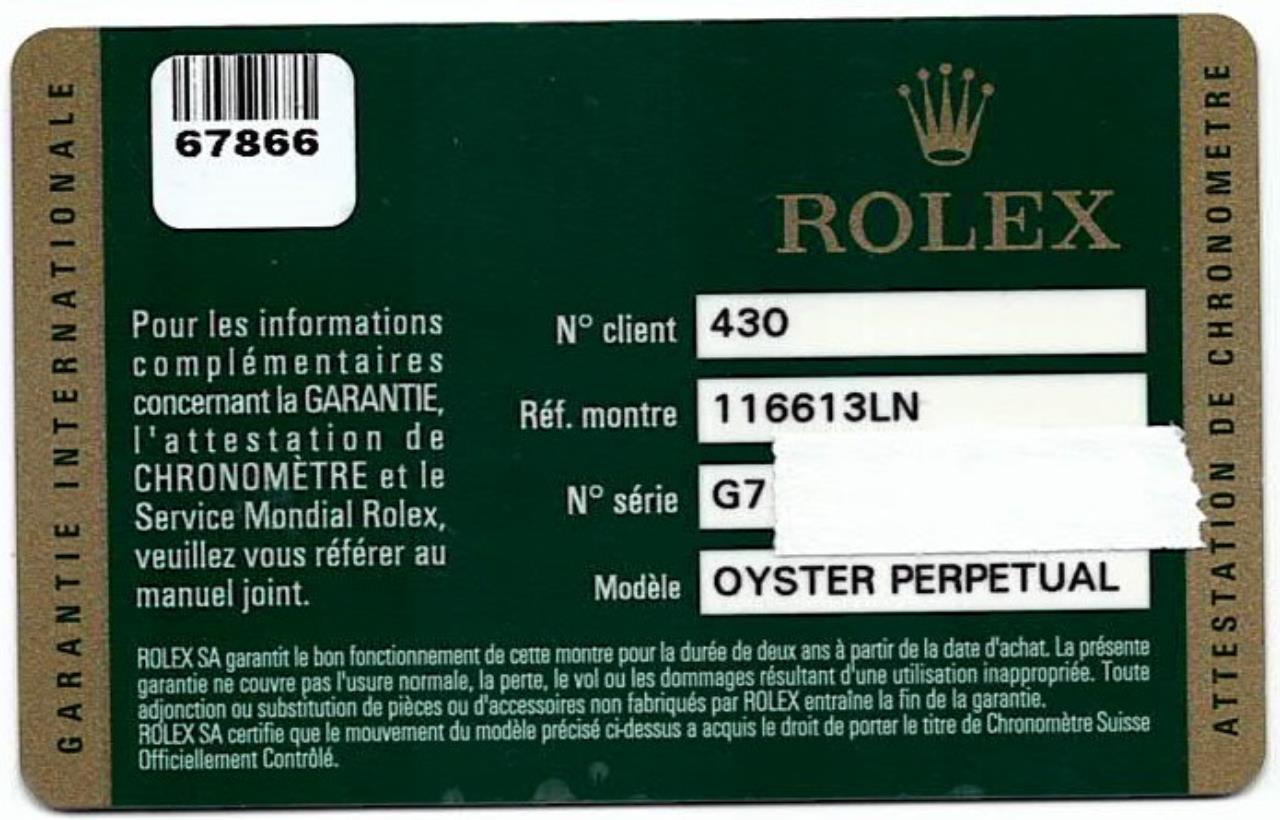 GARANTIE INTERNATIONALE
67866
ROLEX
Pour les informations
complémentaires
concernant la GARANTIE,
l'attestation de
CHRONOMÈTRE et le
Service Mondial Rolex,
veuillez vous référer au
manuel joint.
N° client 430
Réf. montre 116613LN
N° série G7
Modèle OYSTER PERPETUAL
ROLEX SA garantit le bon fonctionnement de cette montre pour la durée de deux ans à partir de la date d'achat. La présente
garantie ne couvre pas l'usure normale, la perte, le vol ou les dommages résultant d'une utilisation inappropriée. Toute
adjonction ou substitution de pièces ou d'accessoires non fabriqués par ROLEX entraîne la fin de la garantie.
ROLEX SA certifie que le mouvement du modèle précisé ci-dessus a acquis le droit de porter le titre de Chronomètre Suisse
Officiellement Contrôlé.
ATTESTATION DE CHRONOMETRE